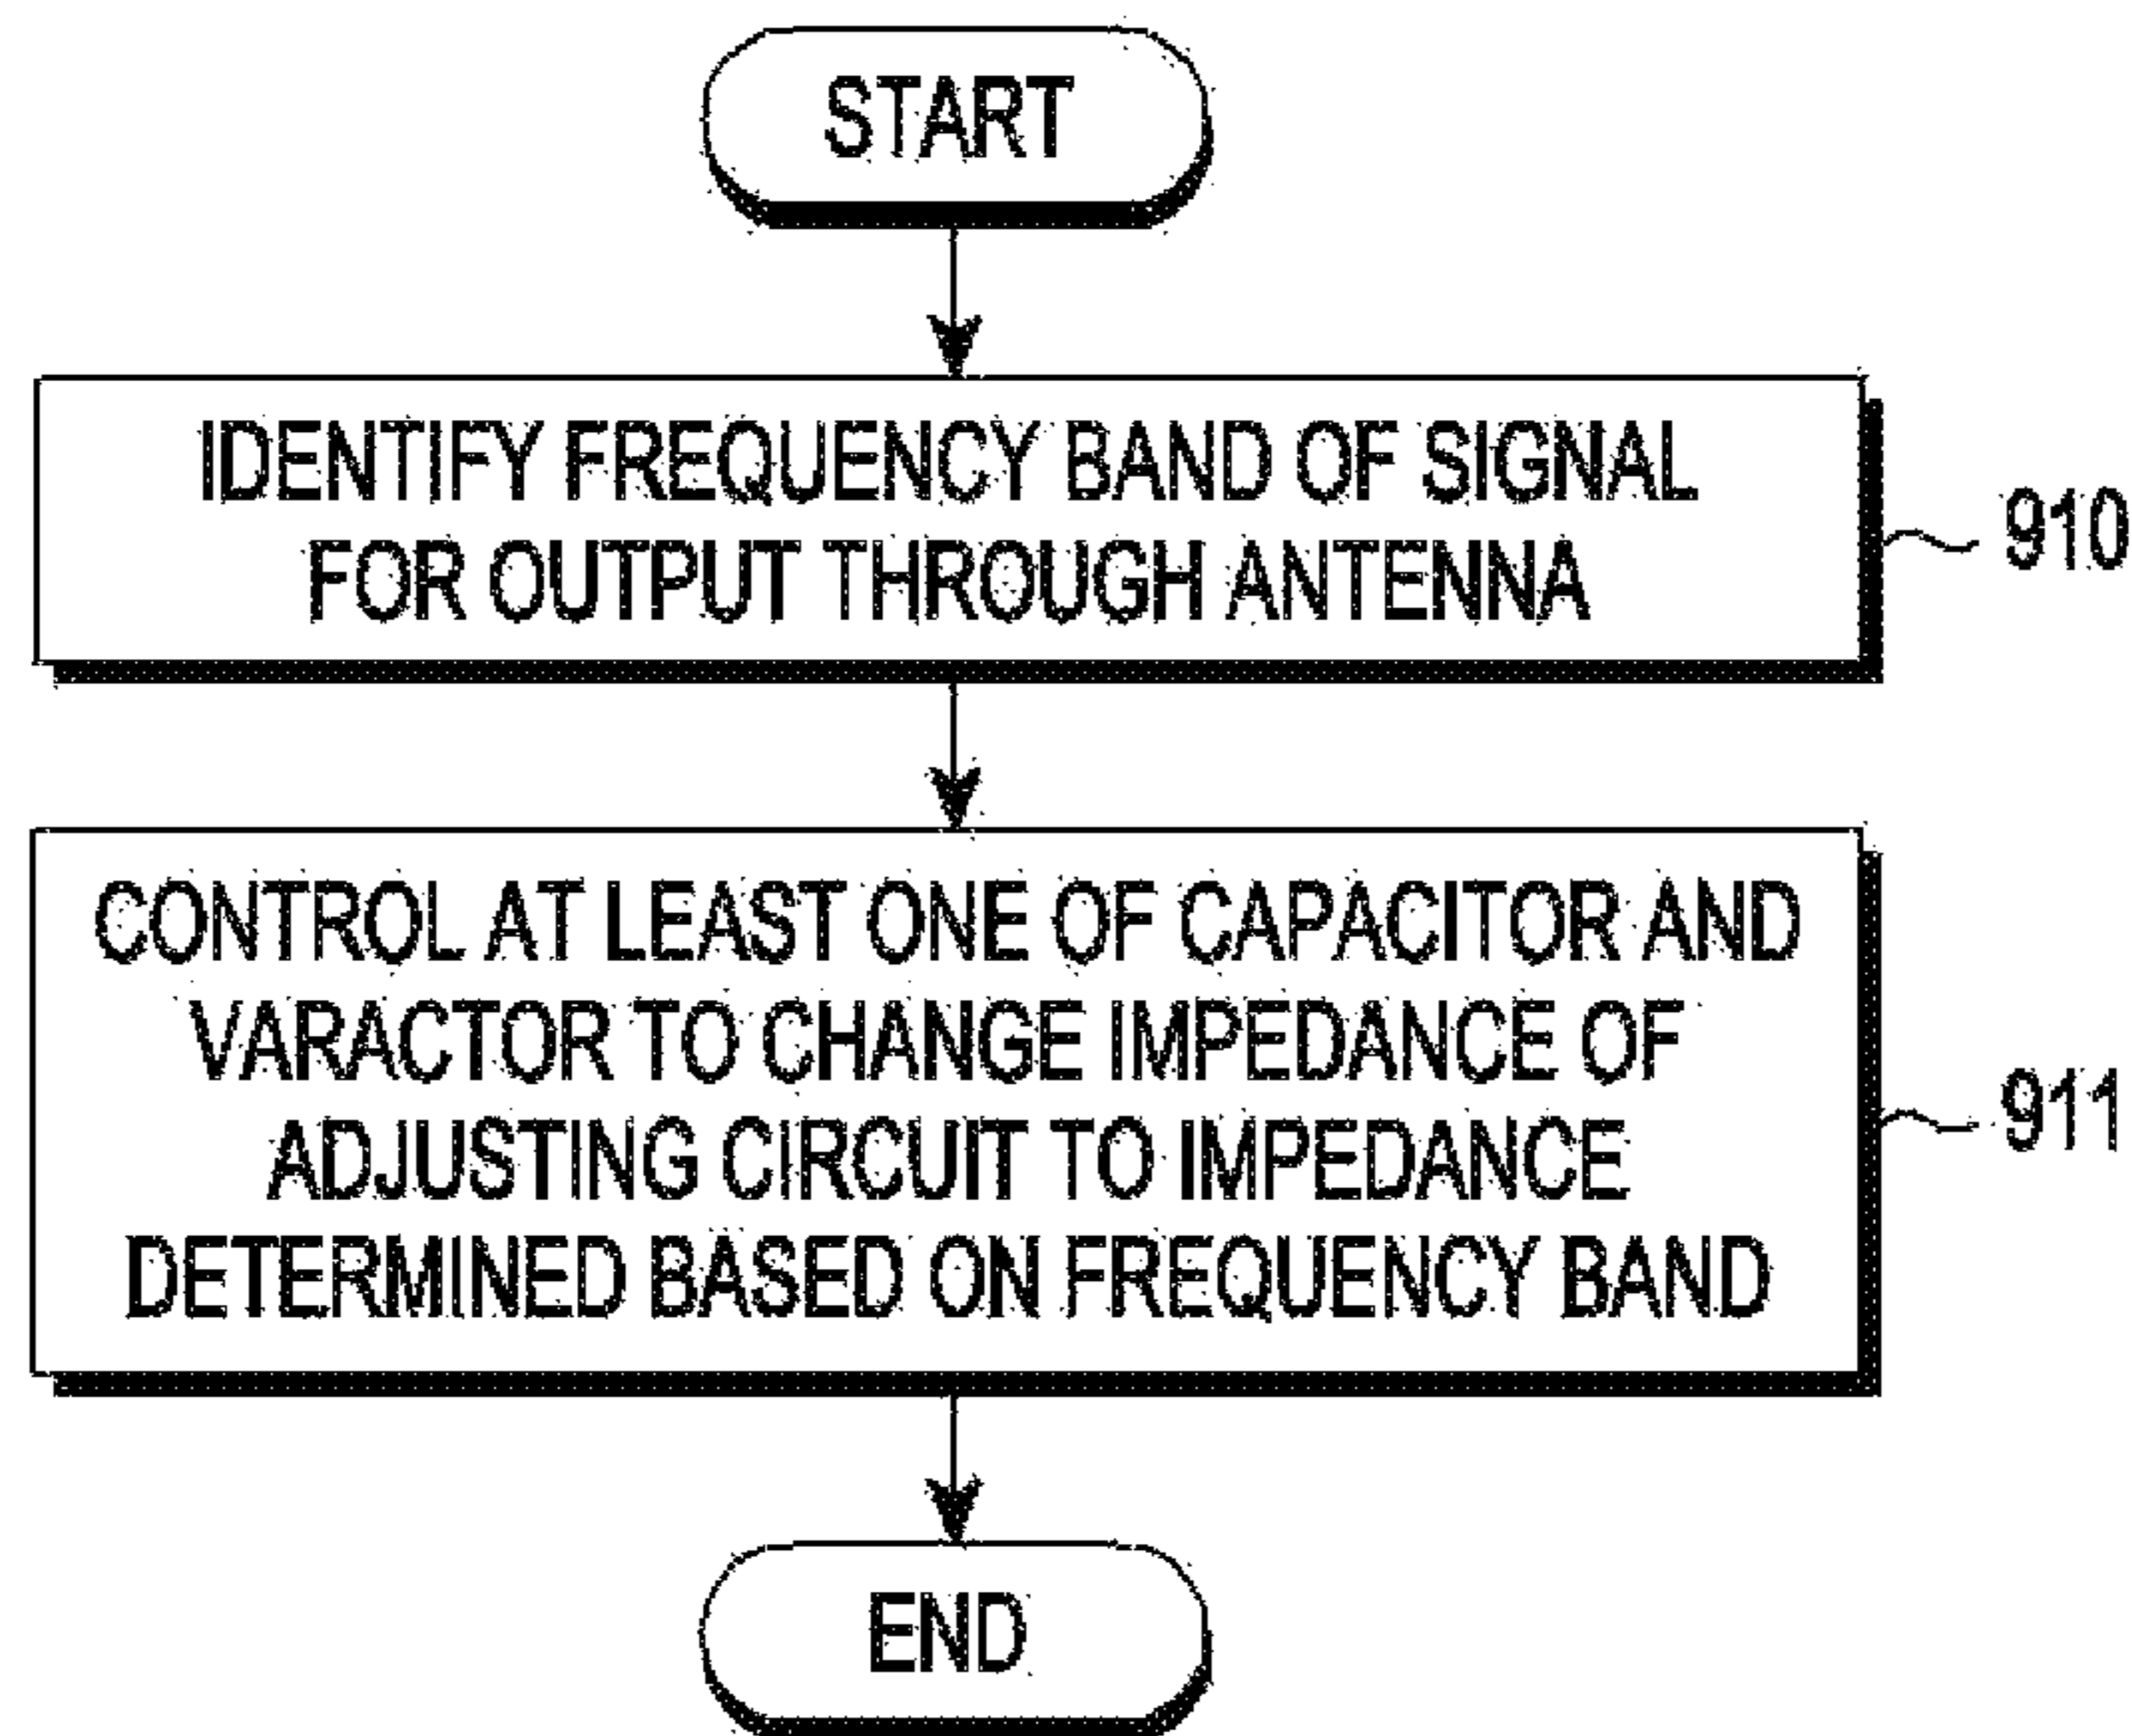 START
IDENTIFY FREQUENCY BAND OF SIGNAL
FOR OUTPUT THROUGH ANTENNA
910
CONTROL AT LEAST ONE OF CAPACITOR AND
VARACTOR TO CHANGE IMPEDANCE OF
ADJUSTING CIRCUIT TO IMPEDANCE
DETERMINED BASED ON FREQUENCY BAND
911
END